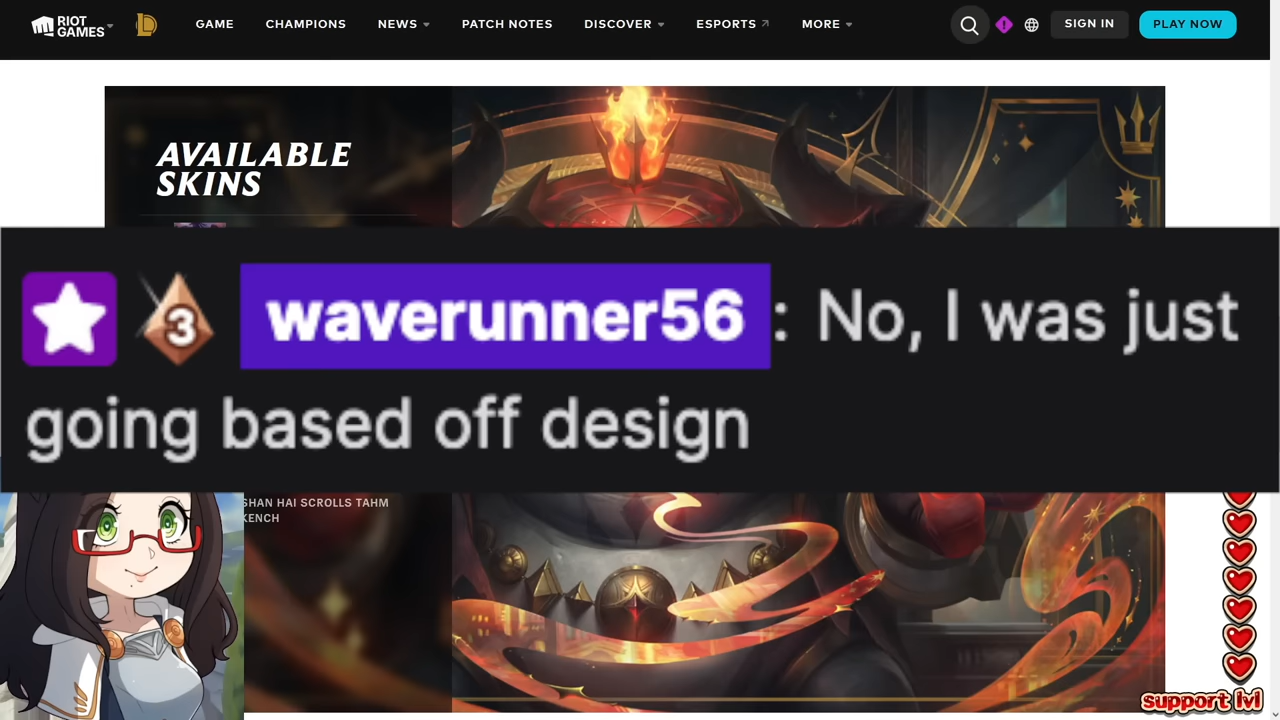 RIOT
GAMES
GAME
CHAMPIONS
NEWS
PATCH NOTES
DISCOVER
ESPORTS
MORE
SIGN IN
PLAY NOW
AVAILABLE
SKINS
3 waverunner56: No, I was just
going based off design
SHAN HAI SCROLLS TAHM
KENCH
support lvl